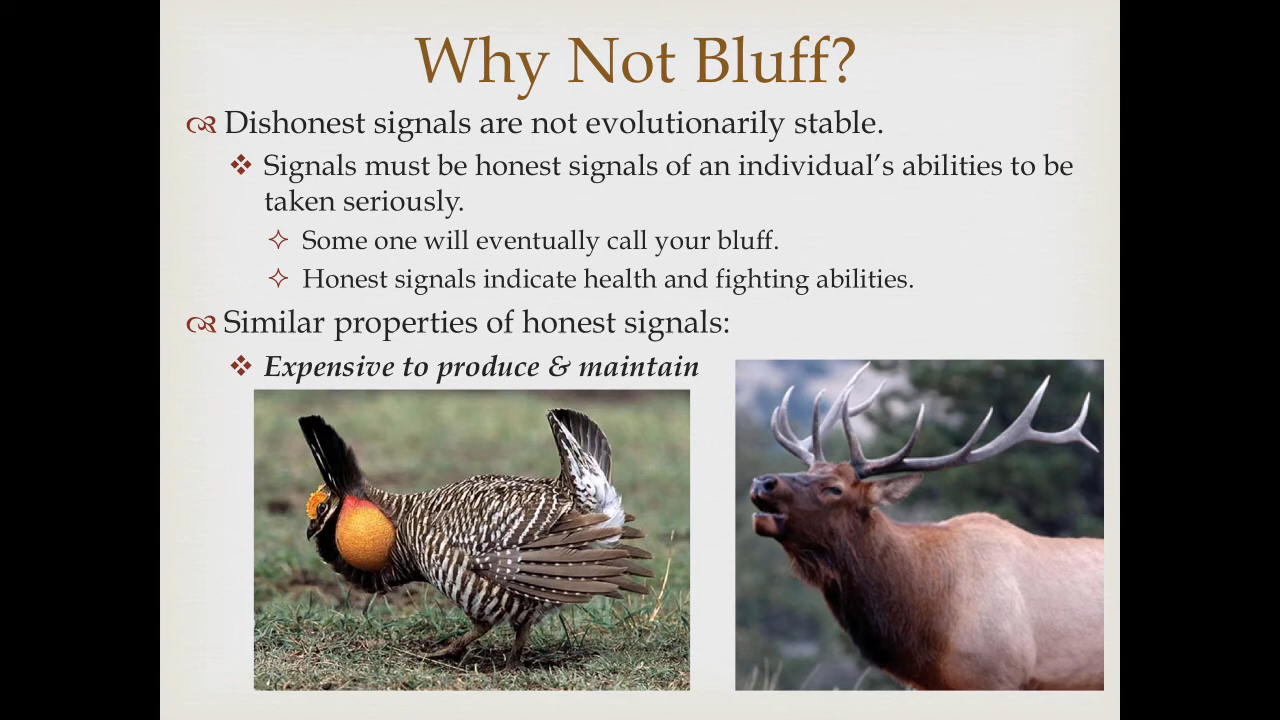 Why Not Bluff?
Dishonest signals are not evolutionarily stable.
Signals must be honest signals of an individual’s abilities to be
taken seriously.
Some one will eventually call your bluff.
Honest signals indicate health and fighting abilities.
Similar properties of honest signals:
Expensive to produce & maintain